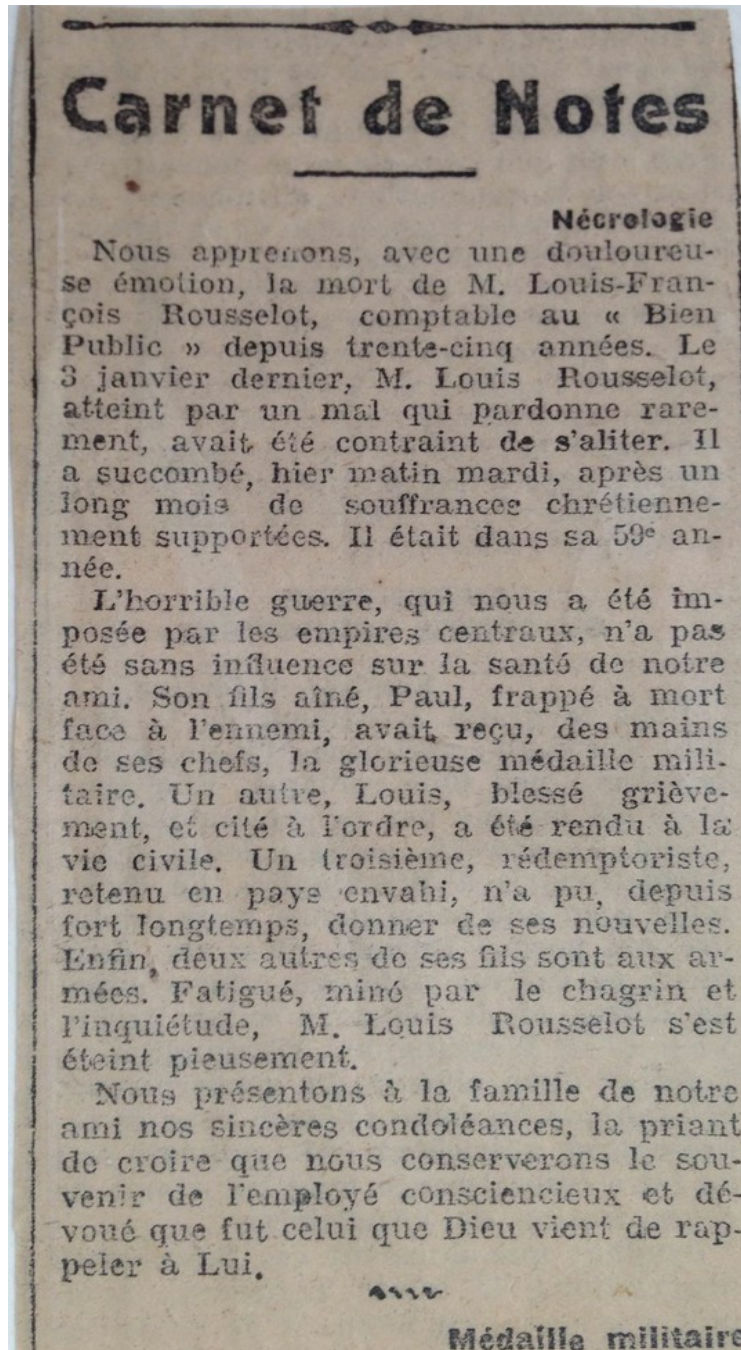 Carnet de Notes
Nécrologie
Nous apprenons, avec une douloureu-
se émotion, la mort de M. Louis-Fran-
çois Rousselot, comptable au « Bien
Public » depuis trente-cinq années. Le
3 janvier dernier, M. Louis Rousselot,
atteint par un mal qui pardonne rare-
ment, avait été contraint de s'aliter. Il
a succombé, hier matin mardi, après un
long mois de souffrances chrétienne-
ment supportées. Il était dans sa 59e an-
née.
L'horrible guerre, qui nous a été im-
posée par les empires centraux, n'a pas
été sans influence sur la santé de notre
ami. Son fils aîné, Paul, frappé à mort
face à l'ennemi, avait reçu, des mains
de ses chefs, la glorieuse médaille mili-
taire. Un autre, Louis, blessé griève-
ment, et cité à l'ordre, a été rendu à la
vie civile. Un troisième, rédemptoriste,
retenu en pays envahi, n'a pu, depuis
fort longtemps, donner de ses nouvelles.
Enfin, deux autres de ses fils sont aux ar-
mées. Fatigué, miné par le chagrin et
l'inquiétude, M. Louis Rousselot s'est
éteint pieusement.
Nous présentons à la famille de notre
ami nos sincères condoléances, la priant
de croire que nous conserverons le sou-
venir de l'employé consciencieux et dé-
voué que fut celui que Dieu vient de rap-
peler à Lui.
Médaille militaire